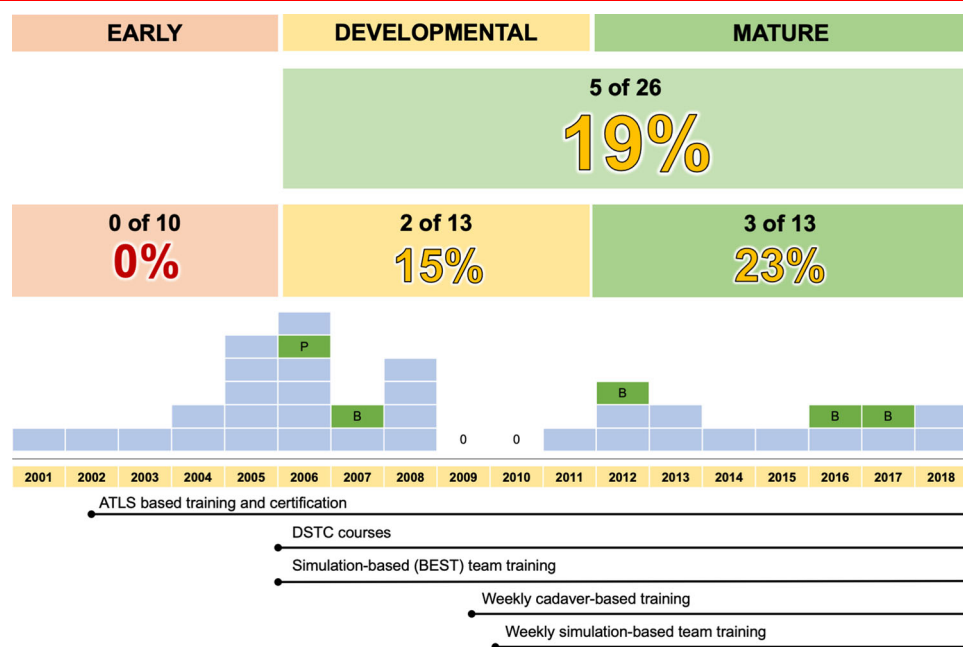 EARLY DEVELOPMENTAL MATURE
5 of 26
19%
0 of 10 2 of 13 3 of 13
0% 15% 23%
P
B
B
B B
0 0
2001 2002 2003 2004 2005 2006 2007 2008 2009 2010 2011 2012 2013 2014 2015 2016 2017 2018
ATLS based training and certification
DSTC courses
Simulation-based (BEST) team training
Weekly cadaver-based training
Weekly simulation-based team training